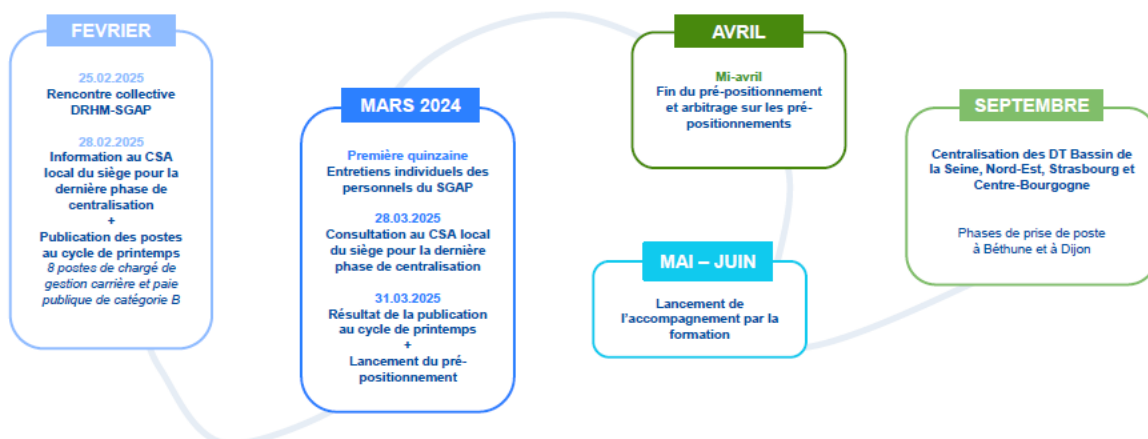 FEVRIER
25.02.2025
Rencontre collective
DRHM-SGAP
28.02.2025
Information au CSA
local du siège pour la
dernière phase de
centralisation
+
Publication des postes
au cycle de printemps
8 postes de chargé de
gestion carrière et paie
publique de catégorie B
MARS 2024
Première quinzaine
Entretiens individuels des
personnels du SGAP
28.03.2025
Consultation au CSA local
du siège pour la dernière
phase de centralisation
31.03.2025
Résultat de la publication
au cycle de printemps
+
Lancement du pré-
positionnement
AVRIL
Mi-avril
Fin du pré-positionnement
et arbitrage sur les pré-
positionnements
MAI – JUIN
Lancement de
l'accompagnement par la
formation
SEPTEMBRE
Centralisation des DT Bassin de
la Seine, Nord-Est, Strasbourg et
Centre-Bourgogne
Phases de prise de poste
à Béthune et à Dijon